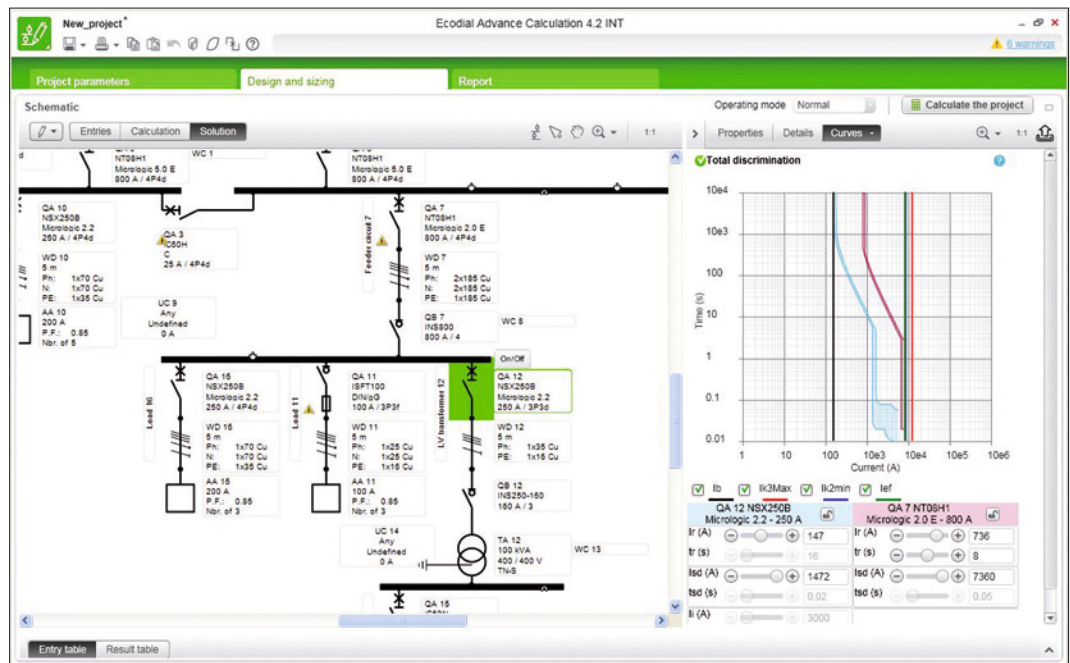 New_project*
Ecodial Advance Calculation 4.2 INT
6 warnings
Project parameters
Design and sizing
Report
Schematic
Operating mode Normal
Calculate the project
Entries Calculation Solution
1:1
Properties Details Curves
1:1
NT08H1
Micrologic 5.0 E
800 A / 4P4d
WC 1
NT08H1
Micrologic 5.0 E
800 A / 4P4d
QA 10
NSX250B
Micrologic 2.2
250 A / 4P4d
WD 10
5 m
Ph: 1x70 Cu
N: 1x70 Cu
PE: 1x35 Cu
AA 10
200 A
P.F.: 0.85
Nbr. of 5
QA 3
iC60H
C
25 A / 4P4d
UC 9
Any
Undefined
0 A
Feeder circuit 7
QA 7
NT08H1
Micrologic 2.0 E
800 A / 4P4d
WD 7
5 m
Ph: 2x185 Cu
N: 2x185 Cu
PE: 1x185 Cu
QB 7
INS800
800 A / 4
WC 8
On/Off
Load 16
QA 16
NSX250B
Micrologic 2.2
250 A / 4P4d
WD 16
5 m
Ph: 1x70 Cu
N: 1x70 Cu
PE: 1x35 Cu
AA 16
200 A
P.F.: 0.85
Nbr. of 3
Load 11
QA 11
ISFT100
DIN/gG
100 A / 3P3f
WD 11
5 m
Ph: 1x25 Cu
N: 1x25 Cu
PE: 1x16 Cu
AA 11
100 A
P.F.: 0.85
Nbr. of 3
LV transformer 12
QA 12
NSX250B
Micrologic 2.2
250 A / 3P3d
WD 12
5 m
Ph: 1x35 Cu
PE: 1x16 Cu
QB 12
INS250-160
160 A / 3
UC 14
Any
Undefined
0 A
TA 12
100 kVA
400 / 400 V
TN-S
WC 13
QA 15
Total discrimination
10e4
10e3
100
10
1
0.1
0.01
Time (s)
1 10 100 10e3 10e4 10e5 10e6
Current (A)
Ib Ik3Max Ik2min Ief
QA 12 NSX250B
Micrologic 2.2 - 250 A
QA 7 NT08H1
Micrologic 2.0 E - 800 A
Ir (A) 147 Ir (A) 736
tr (s) 16 tr (s) 8
Isd (A) 1472 Isd (A) 7360
tsd (s) 0.02 tsd (s) 0.05
Ii (A) 3000
Entry table Result table